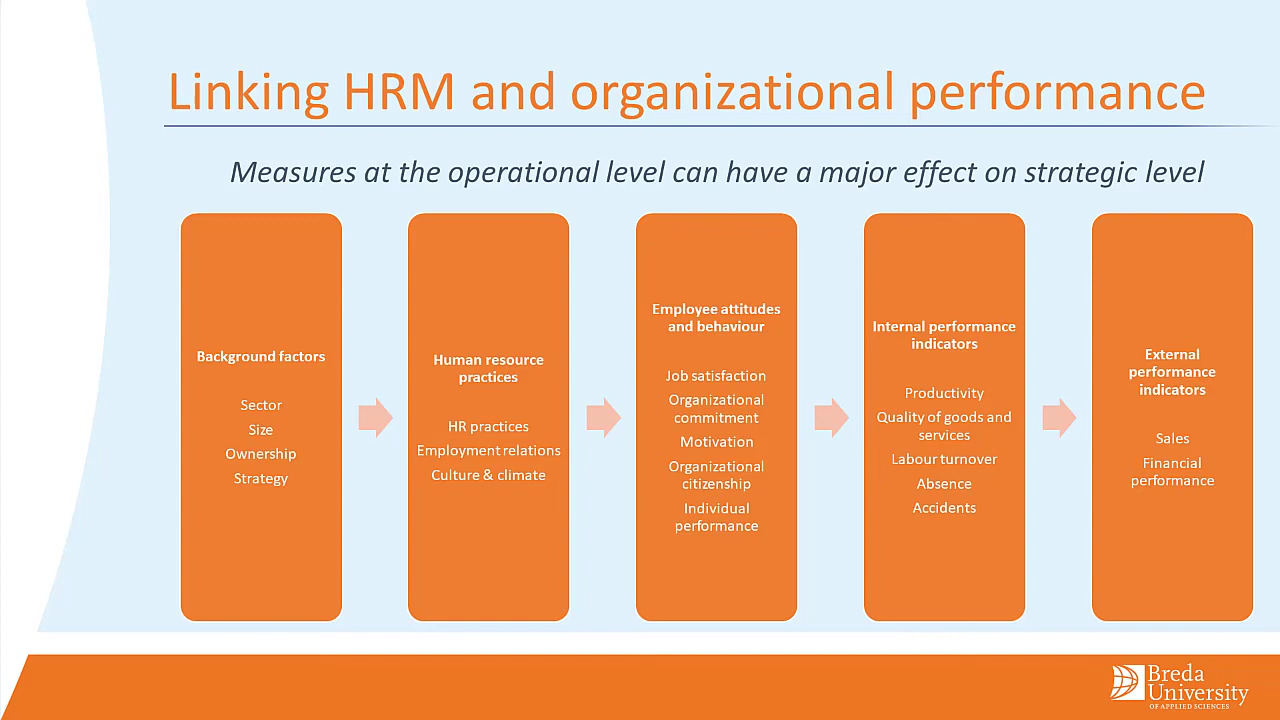 Linking HRM and organizational performance
Measures at the operational level can have a major effect on strategic level
Background factors
Sector
Size
Ownership
Strategy
Human resource
practices
HR practices
Employment relations
Culture & climate
Employee attitudes
and behaviour
Job satisfaction
Organizational
commitment
Motivation
Organizational
citizenship
Individual
performance
Internal performance
indicators
Productivity
Quality of goods and
services
Labour turnover
Absence
Accidents
External
performance
indicators
Sales
Financial
performance
Breda
University
OF APPLIED SCIENCES